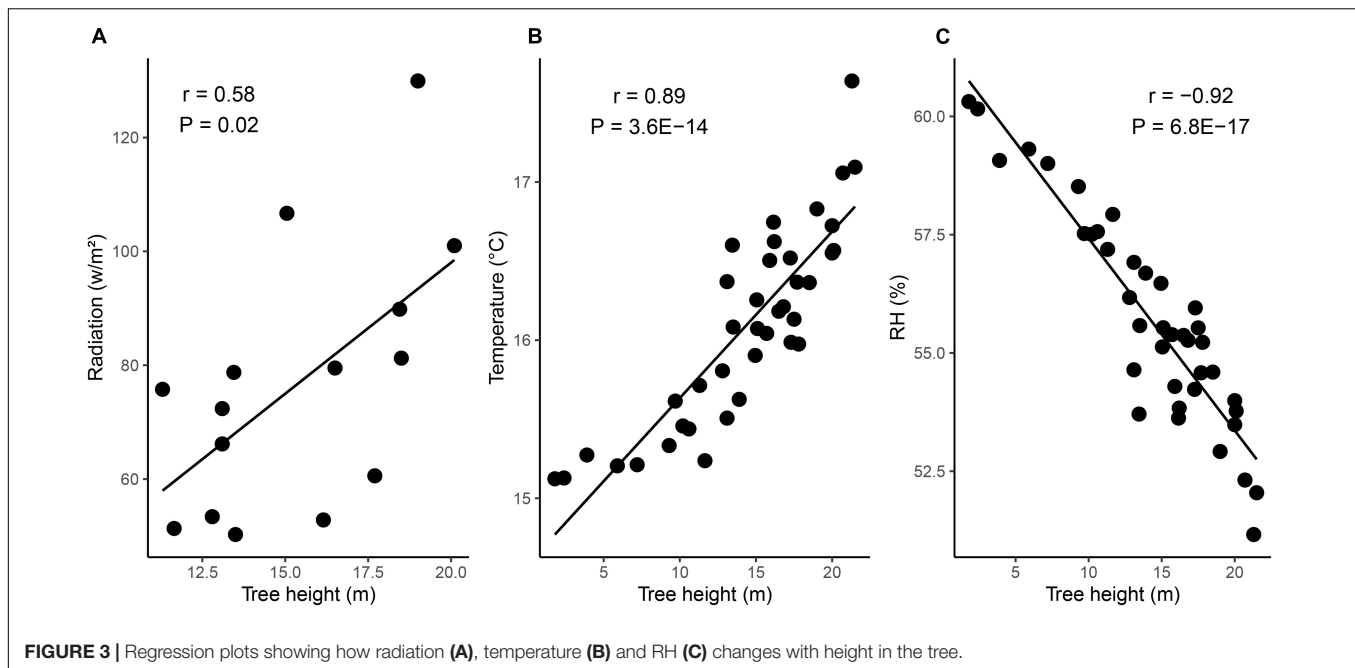 A
r = 0.58
P = 0.02
120
100
80
60
Radiation (w/m²)
12.5 15.0 17.5 20.0
Tree height (m)
B
r = 0.89
P = 3.6E−14
17
16
15
Temperature (°C)
5 10 15 20
Tree height (m)
C
r = −0.92
P = 6.8E−17
60.0
57.5
55.0
52.5
RH (%)
5 10 15 20
Tree height (m)
FIGURE 3 | Regression plots showing how radiation (A), temperature (B) and RH (C) changes with height in the tree.